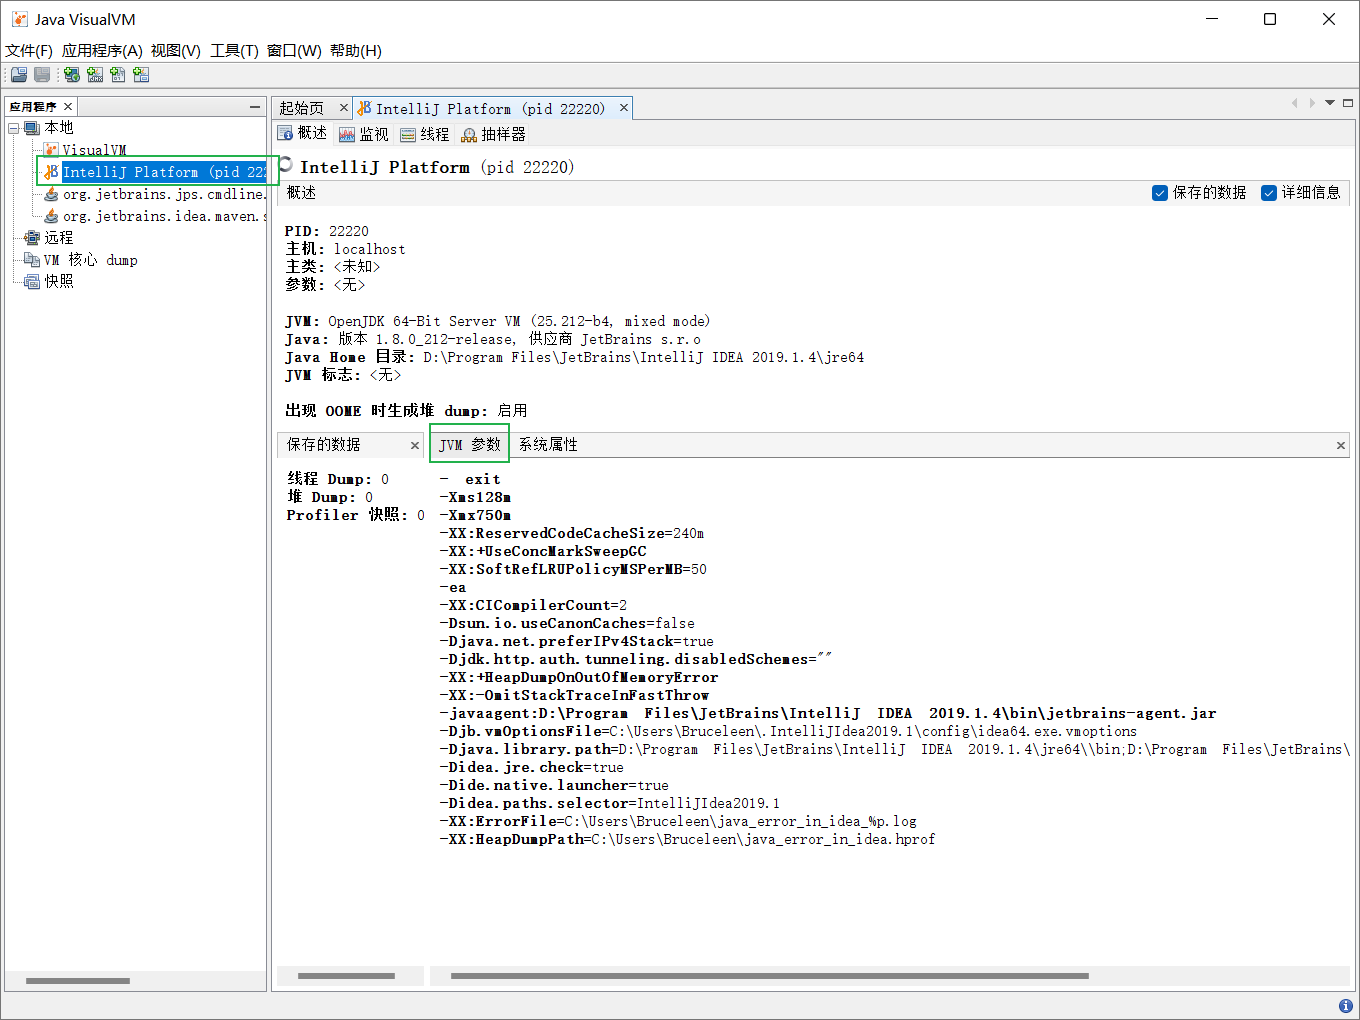 Java VisualVM
文件(F) 应用程序(A) 视图(V) 工具(T) 窗口(W) 帮助(H)
应用程序
本地
VisualVM
IntelliJ Platform (pid 222
org.jetbrains.jps.cmdline.
org.jetbrains.idea.maven.s
远程
VM 核心 dump
快照
起始页 IntelliJ Platform (pid 22220)
概述 监视 线程 抽样器
IntelliJ Platform (pid 22220)
概述 保存的数据 详细信息
PID: 22220
主机: localhost
主类: <未知>
参数: <无>
JVM: OpenJDK 64-Bit Server VM (25.212-b4, mixed mode)
Java: 版本 1.8.0_212-release, 供应商 JetBrains s.r.o
Java Home 目录: D:\Program Files\JetBrains\IntelliJ IDEA 2019.1.4\jre64
JVM 标志: <无>
出现 OOME 时生成堆 dump: 启用
保存的数据
线程 Dump: 0
堆 Dump: 0
Profiler 快照: 0
JVM 参数 系统属性
- exit
-Xms128m
-Xmx750m
-XX:ReservedCodeCacheSize=240m
-XX:+UseConcMarkSweepGC
-XX:SoftRefLRUPolicyMSPerMB=50
-ea
-XX:CICompilerCount=2
-Dsun.io.useCanonCaches=false
-Djava.net.preferIPv4Stack=true
-Djdk.http.auth.tunneling.disabledSchemes=""
-XX:+HeapDumpOnOutOfMemoryError
-XX:-OmitStackTraceInFastThrow
-javaagent:D:\Program Files\JetBrains\IntelliJ IDEA 2019.1.4\bin\jetbrains-agent.jar
-Djb.vmOptionsFile=C:\Users\Bruceleen\.IntelliJIdea2019.1\config\idea64.exe.vmoptions
-Djava.library.path=D:\Program Files\JetBrains\IntelliJ IDEA 2019.1.4\jre64\\bin;D:\Program Files\JetBrains\
-Didea.jre.check=true
-Dide.native.launcher=true
-Didea.paths.selector=IntelliJIdea2019.1
-XX:ErrorFile=C:\Users\Bruceleen\java_error_in_idea_%p.log
-XX:HeapDumpPath=C:\Users\Bruceleen\java_error_in_idea.hprof